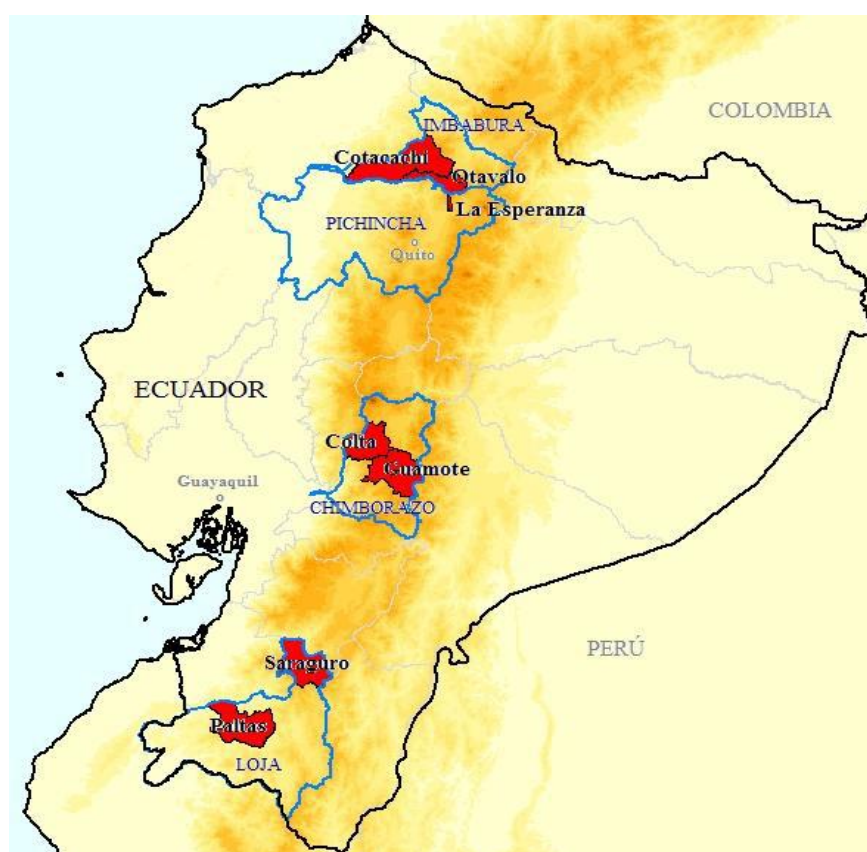 COLOMBIA
IMBABURA
Cotacachi
Otavalo
La Esperanza
PICHINCHA
Quito
ECUADOR
Colta
Guamote
Guayaquil
CHIMBORAZO
PERÚ
Saraguro
Paltas
LOJA